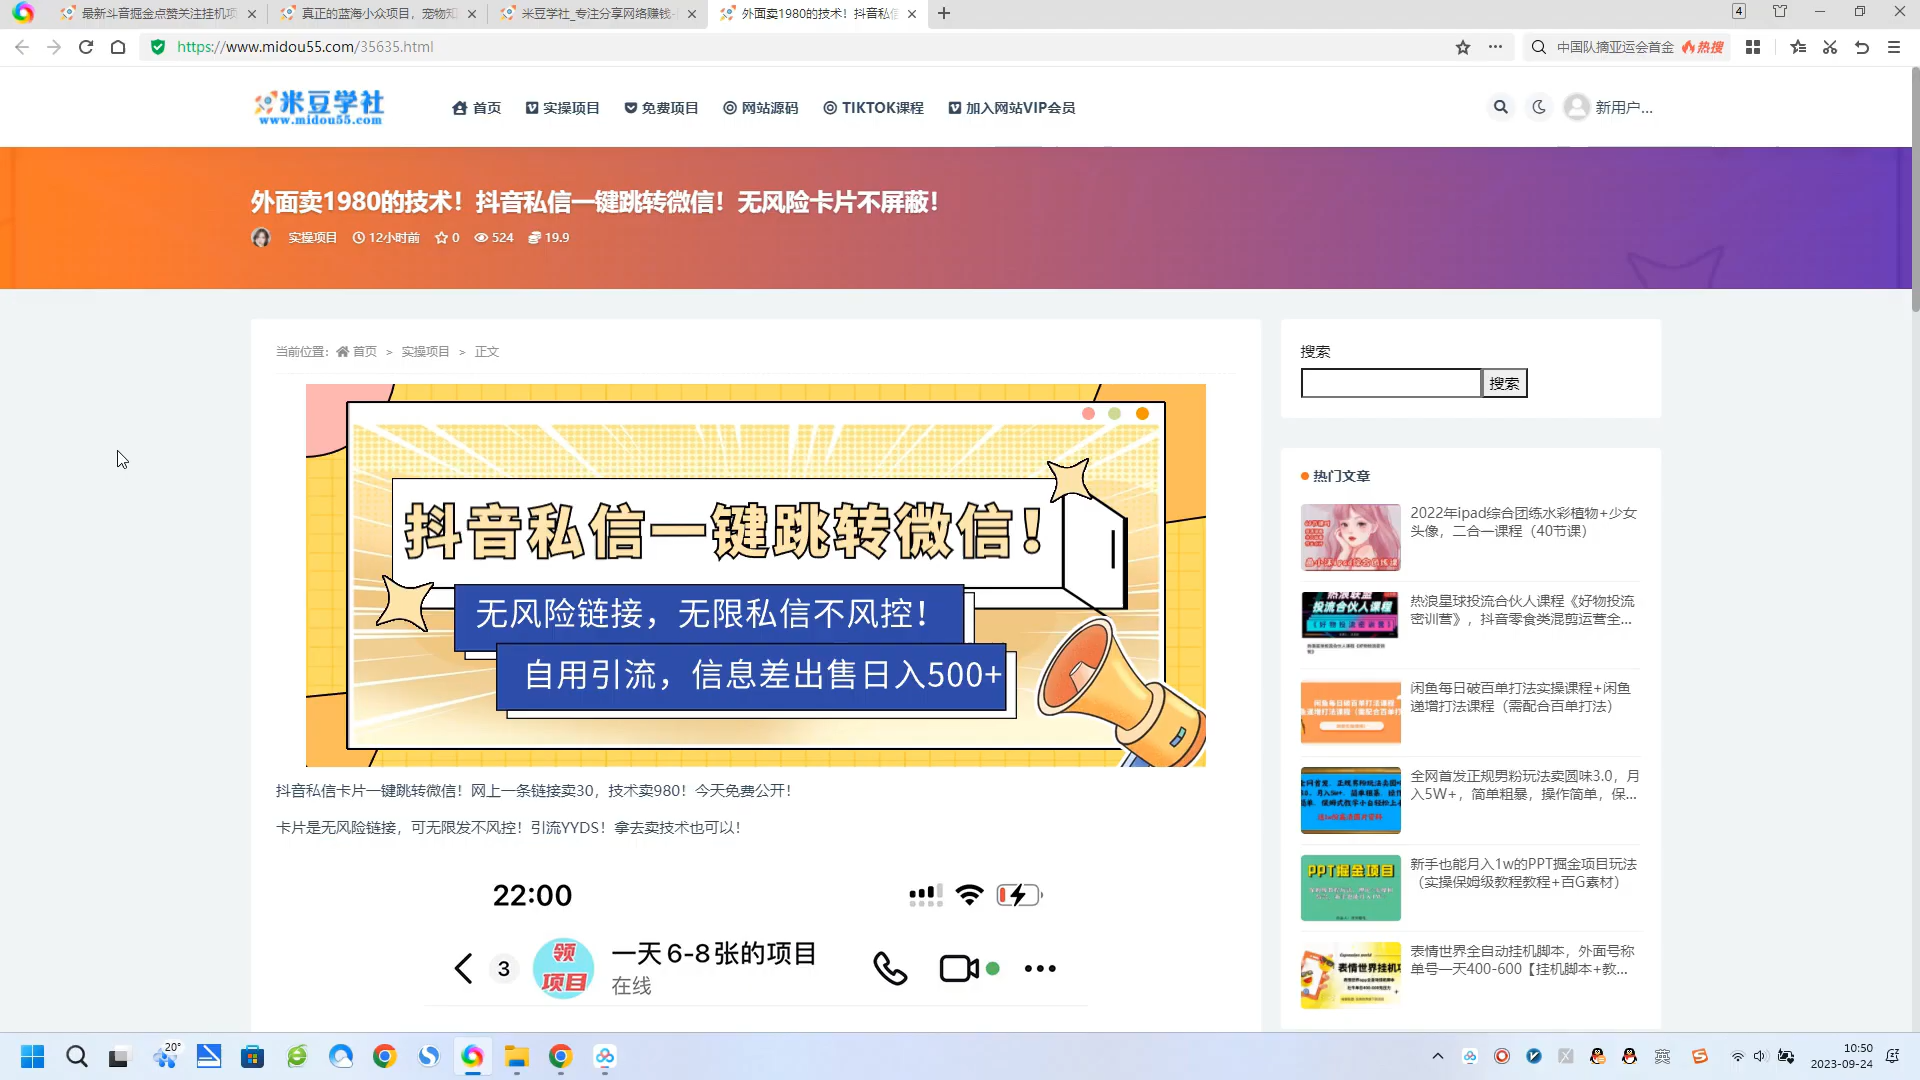 最新斗音掘金点赞关注挂机项
真正的蓝海小众项目，宠物知
米豆学社_专注分享网络赚钱-
外面卖1980的技术！抖音私信
4
https://www.midou55.com/35635.html
中国队摘亚运会首金
热搜
米豆学社
www.midou55.com
首页
实操项目
免费项目
网站源码
TIKTOK课程
加入网站VIP会员
新用户...
外面卖1980的技术！抖音私信一键跳转微信！无风险卡片不屏蔽！
实操项目 12小时前 0 524 19.9
当前位置： 首页 > 实操项目 > 正文
抖音私信一键跳转微信！
无风险链接，无限私信不风控！
自用引流，信息差出售日入500+
抖音私信卡片一键跳转微信！网上一条链接卖30，技术卖980！今天免费公开！
卡片是无风险链接，可无限发不风控！引流YYDS！拿去卖技术也可以！
22:00
3
领
项目
一天6-8张的项目
在线
搜索
搜索
热门文章
2022年ipad综合团练水彩植物+少女
头像，二合一课程（40节课）
投流合伙人课程
热浪星球投流合伙人课程《好物投流
密训营》，抖音零食类混剪运营全...
闲鱼每日破百单打法实操课程+闲鱼
递增打法课程（需配合百单打法）
全网首发正规男粉玩法卖圆味3.0，月
入5W+，简单粗暴，操作简单，保...
PPT掘金项目
新手也能月入1w的PPT掘金项目玩法
（实操保姆级教程教程+百G素材）
表情世界挂机项
表情世界全自动挂机脚本，外面号称
单号一天400-600【挂机脚本+教...
20°
英
10:50
2023-09-24